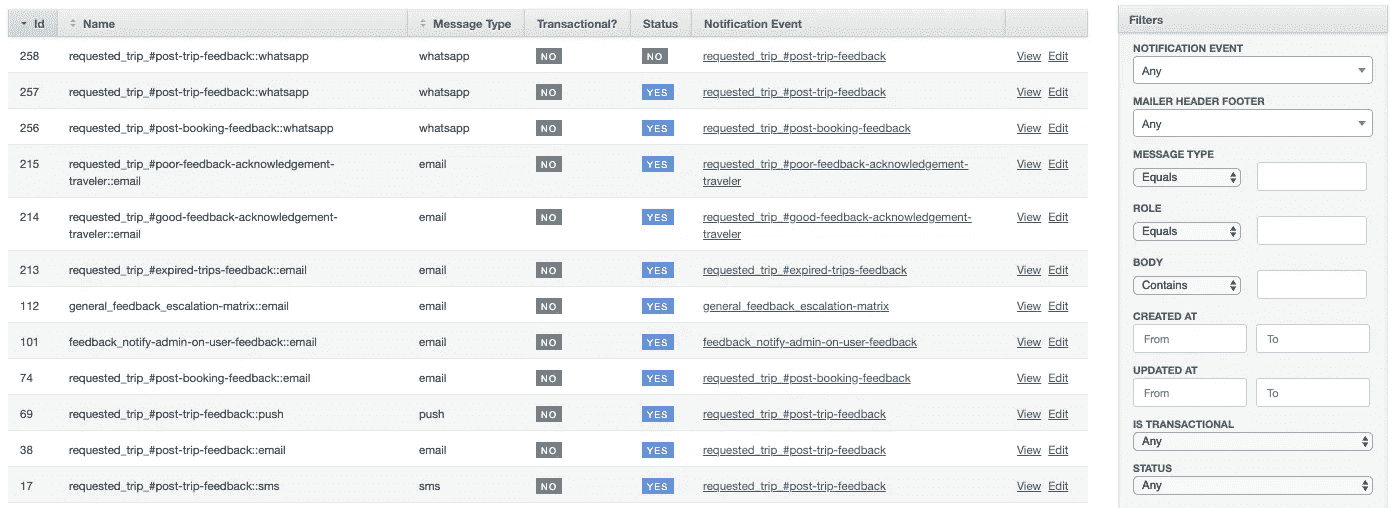 Id Name Message Type Transactional? Status Notification Event
258 requested_trip_#post-trip-feedback::whatsapp whatsapp NO NO requested_trip_#post-trip-feedback View Edit
257 requested_trip_#post-trip-feedback::whatsapp whatsapp NO YES requested_trip_#post-trip-feedback View Edit
256 requested_trip_#post-booking-feedback::whatsapp whatsapp NO YES requested_trip_#post-booking-feedback View Edit
215 requested_trip_#poor-feedback-acknowledgement- email NO YES requested_trip_#poor-feedback-acknowledgement- View Edit
traveler::email traveler
214 requested_trip_#good-feedback-acknowledgement- email NO YES requested_trip_#good-feedback-acknowledgement- View Edit
traveler::email traveler
213 requested_trip_#expired-trips-feedback::email email NO YES requested_trip_#expired-trips-feedback View Edit
112 general_feedback_escalation-matrix::email email NO YES general_feedback_escalation-matrix View Edit
101 feedback_notify-admin-on-user-feedback::email email NO YES feedback_notify-admin-on-user-feedback View Edit
74 requested_trip_#post-booking-feedback::email email NO YES requested_trip_#post-booking-feedback View Edit
69 requested_trip_#post-trip-feedback::push push NO YES requested_trip_#post-trip-feedback View Edit
38 requested_trip_#post-trip-feedback::email email NO YES requested_trip_#post-trip-feedback View Edit
17 requested_trip_#post-trip-feedback::sms sms NO YES requested_trip_#post-trip-feedback View Edit
Filters
NOTIFICATION EVENT
Any
MAILER HEADER FOOTER
Any
MESSAGE TYPE
Equals
ROLE
Equals
BODY
Contains
CREATED AT
From To
UPDATED AT
From To
IS TRANSACTIONAL
Any
STATUS
Any